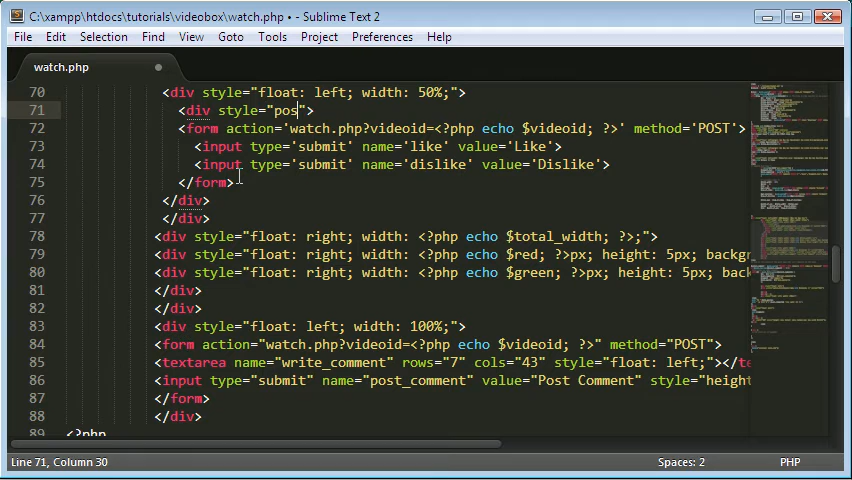 C:\xampp\htdocs\tutorials\videobox\watch.php • - Sublime Text 2
File Edit Selection Find View Goto Tools Project Preferences Help
watch.php
70 <div style="float: left; width: 50%;">
71 <div style="pos">
72 <form action='watch.php?videoid=<?php echo $videoid; ?>' method='POST'>
73 <input type='submit' name='like' value='Like'>
74 <input type='submit' name='dislike' value='Dislike'>
75 </form>
76 </div>
77 </div>
78 <div style="float: right; width: <?php echo $total_width; ?>;">
79 <div style="float: right; width: <?php echo $red; ?>px; height: 5px; backgr
80 <div style="float: right; width: <?php echo $green; ?>px; height: 5px; back
81 </div>
82 </div>
83 <div style="float: left; width: 100%;">
84 <form action="watch.php?videoid=<?php echo $videoid; ?>" method="POST">
85 <textarea name="write_comment" rows="7" cols="43" style="float: left;"></te
86 <input type="submit" name="post_comment" value="Post Comment" style="height
87 </form>
88 </div>
89 <?php
Line 71, Column 30 Spaces: 2 PHP